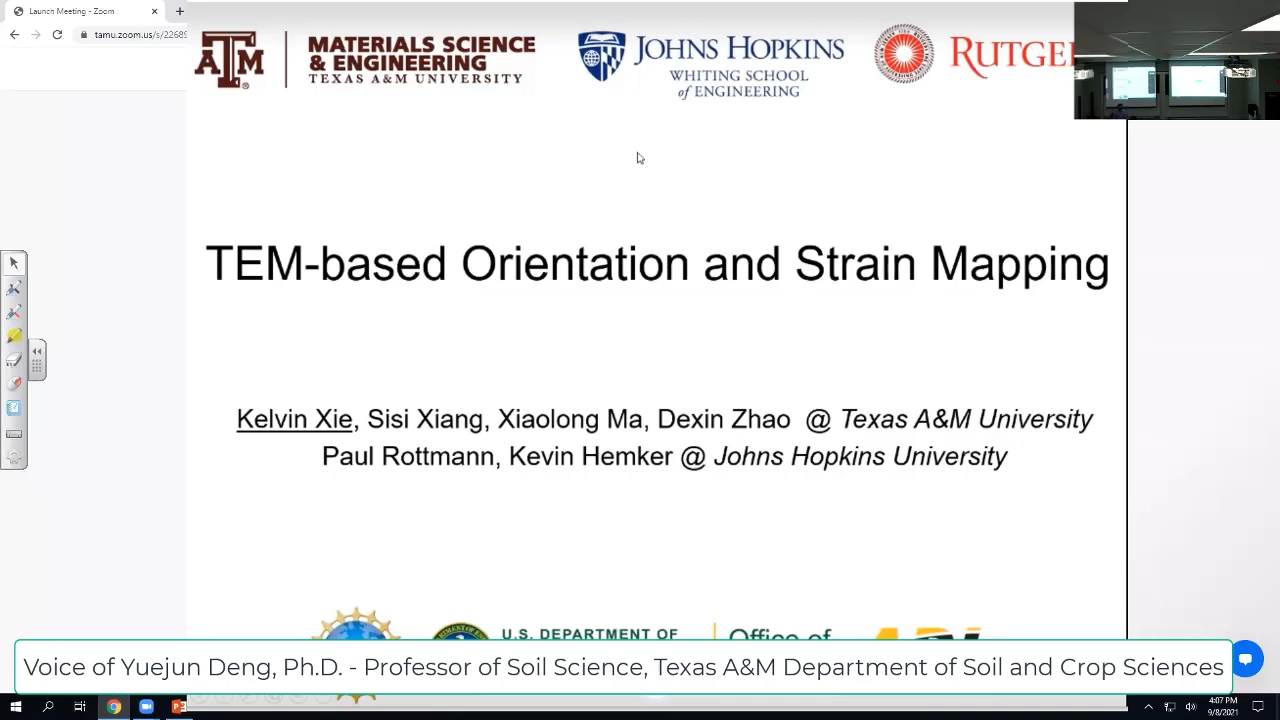 Launch Meeting - Zoom
tamu.zoom.us/s/2268
ATM
MATERIALS SCIENCE
& ENGINEERING
TEXAS A&M UNIVERSITY
JOHNS HOPKINS
WHITING SCHOOL
of ENGINEERING
TEM-based Orientation and Strain Mapping
Kelvin Xie, Sisi Xiang, Xiaolong Ma, Dexin Zhao @ Texas A&M University
Paul Rottmann, Kevin Hemker @ Johns Hopkins University
U.S. DEPARTMENT OF
Office of
Voice of Yuejun Deng, Ph.D. - Professor of Soil Science, Texas A&M Department of Soil and Crop Sciences
4:07 PM
9/8/2021